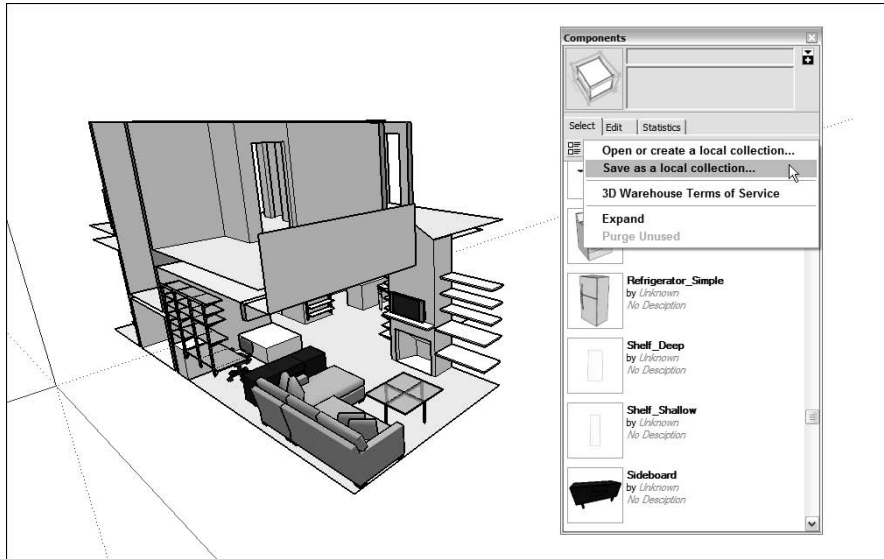 Components
Select
Edit
Statistics
Open or create a local collection...
Save as a local collection...
3D Warehouse Terms of Service
Expand
Purge Unused
Refrigerator_Simple
by Unknown
No Desciption
Shelf_Deep
by Unknown
No Desciption
Shelf_Shallow
by Unknown
No Desciption
Sideboard
by Unknown
No Desciption